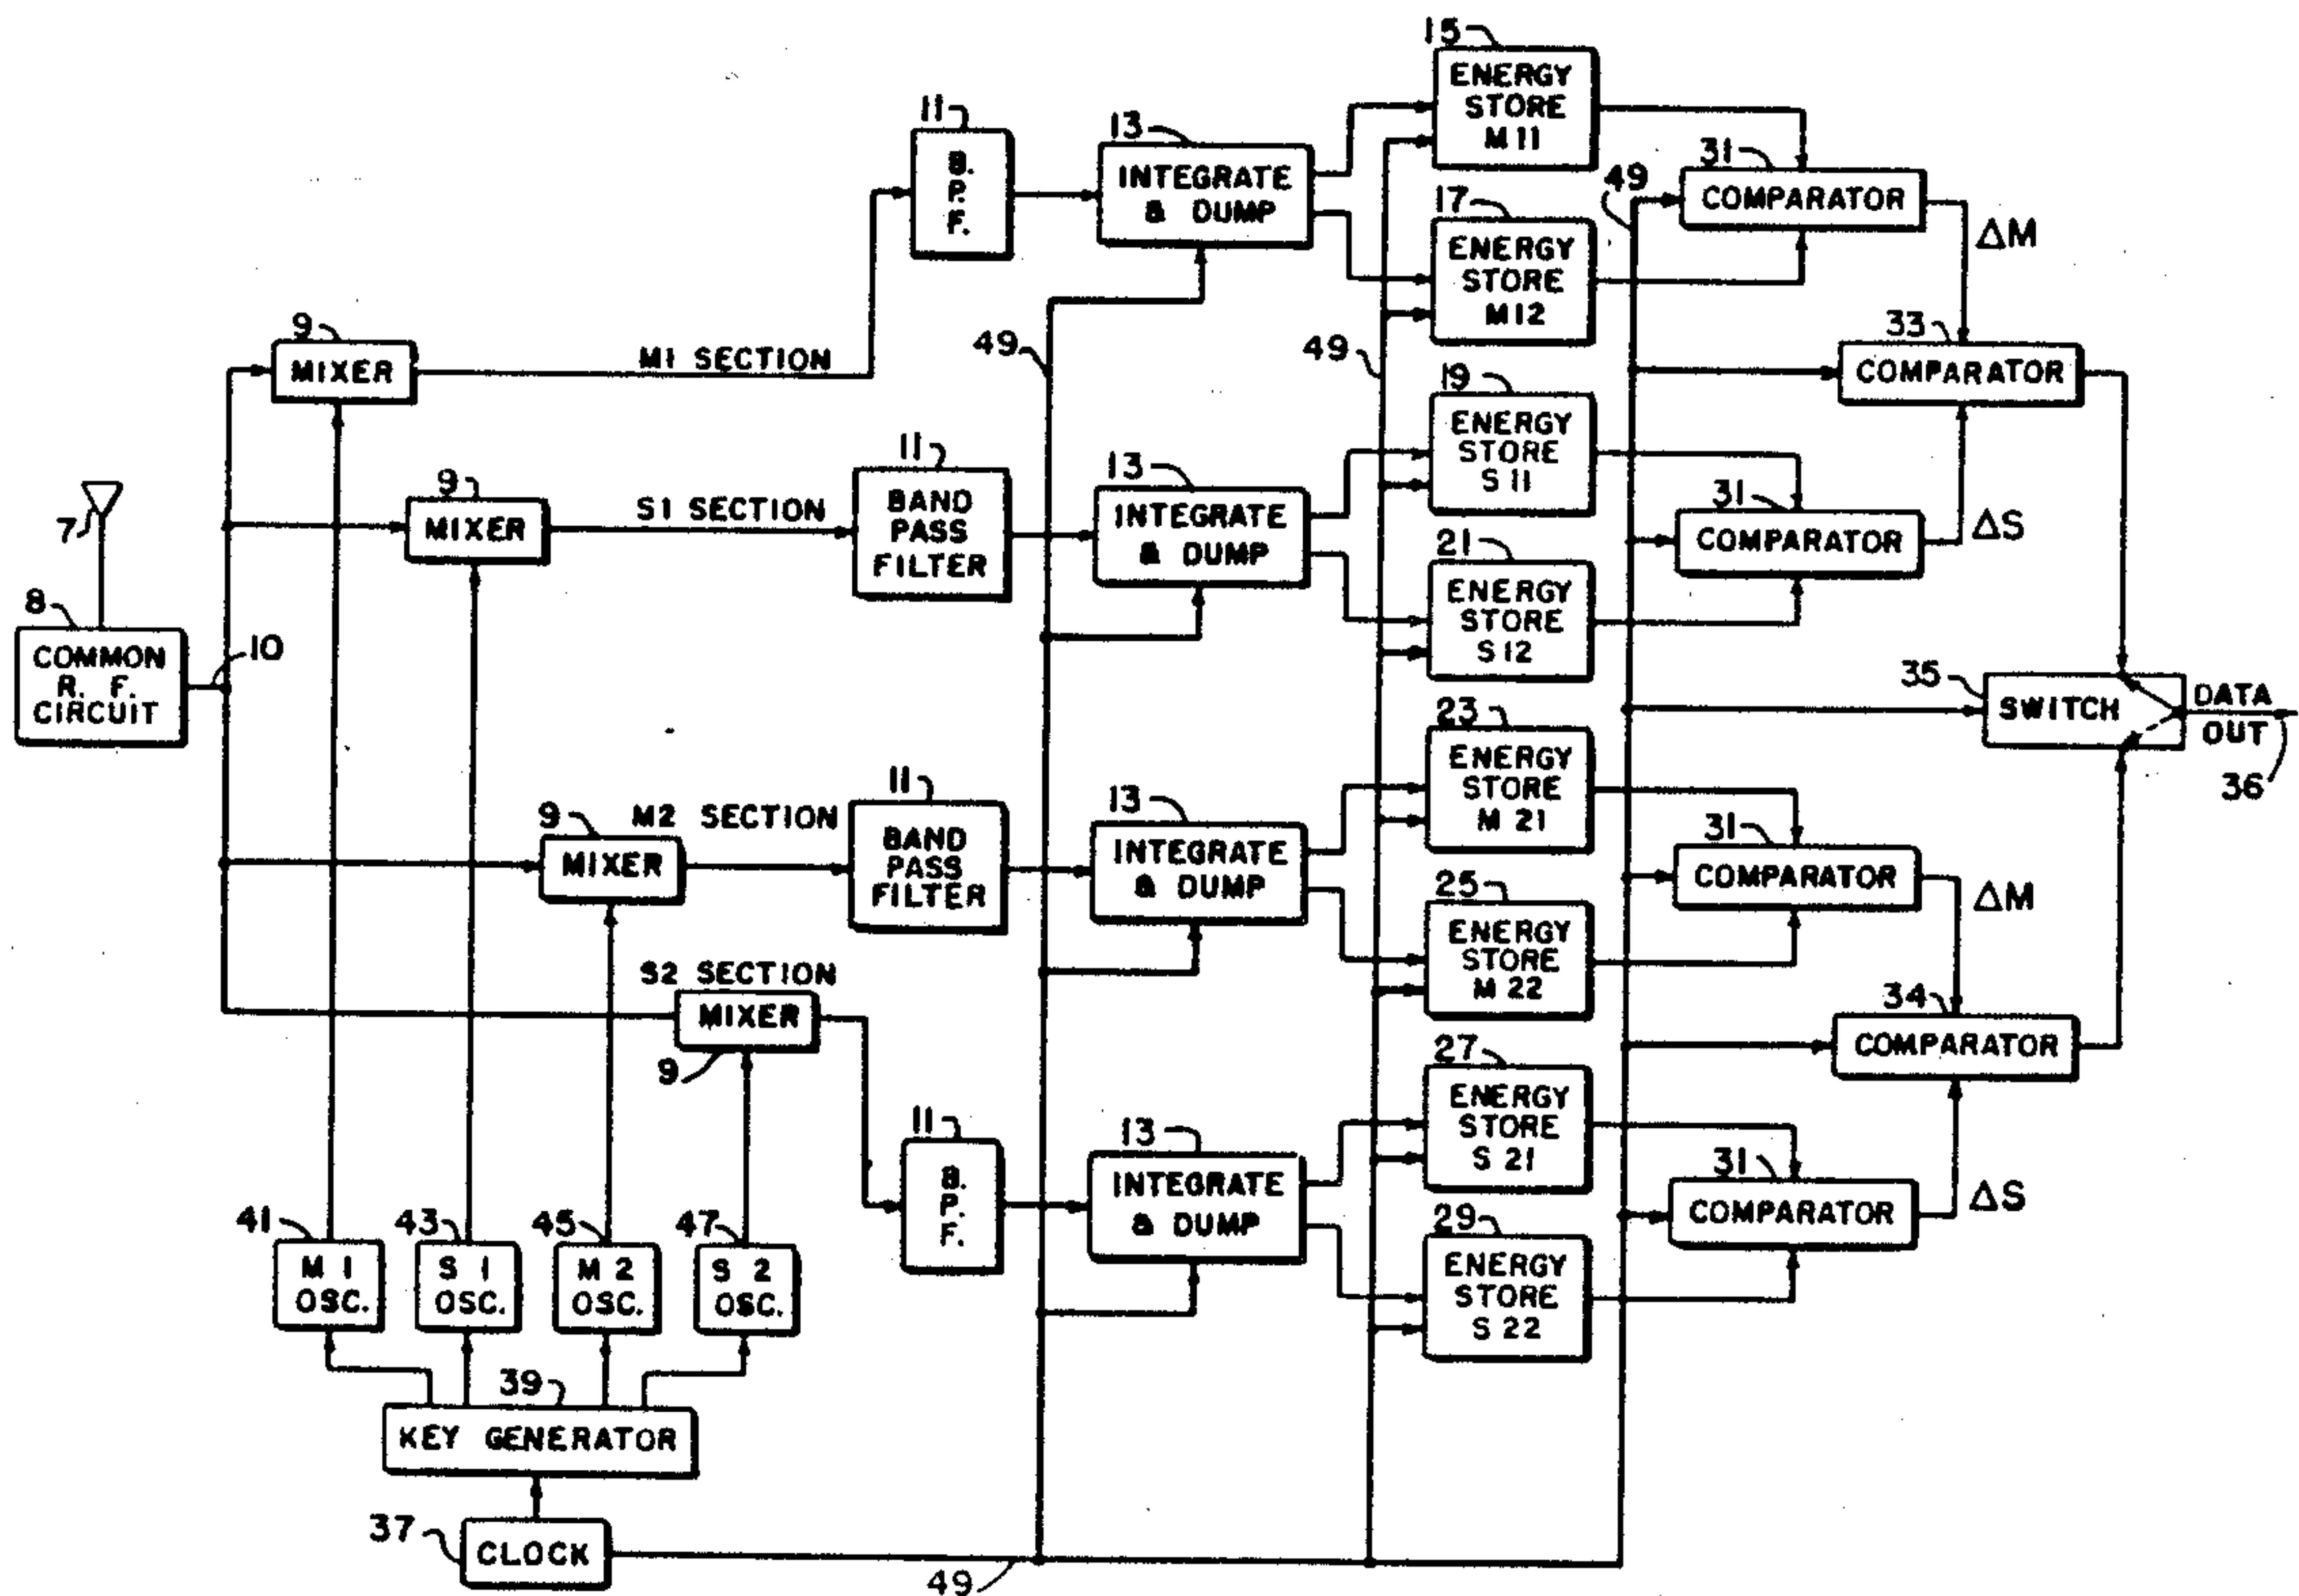 15
ENERGY
STORE
M11
11
B.
P.
F.
13
INTEGRATE
& DUMP
17
ENERGY
STORE
M12
49
31
COMPARATOR
ΔM
9
MIXER
M1 SECTION
49
49
19
ENERGY
STORE
S11
33
COMPARATOR
7
9
MIXER
S1 SECTION
11
BAND
PASS
FILTER
13
INTEGRATE
& DUMP
21
ENERGY
STORE
S12
31
COMPARATOR
ΔS
8
COMMON
R. F.
CIRCUIT
10
35
SWITCH
DATA
OUT
36
9
MIXER
M2 SECTION
11
BAND
PASS
FILTER
13
INTEGRATE
& DUMP
23
ENERGY
STORE
M 21
25
ENERGY
STORE
M 22
31
COMPARATOR
ΔM
S2 SECTION
MIXER
9
34
COMPARATOR
11
B.
P.
F.
13
INTEGRATE
& DUMP
27
ENERGY
STORE
S 21
29
ENERGY
STORE
S 22
31
COMPARATOR
ΔS
41
M 1
OSC.
43
S 1
OSC.
45
M 2
OSC.
47
S 2
OSC.
39
KEY GENERATOR
37
CLOCK
49